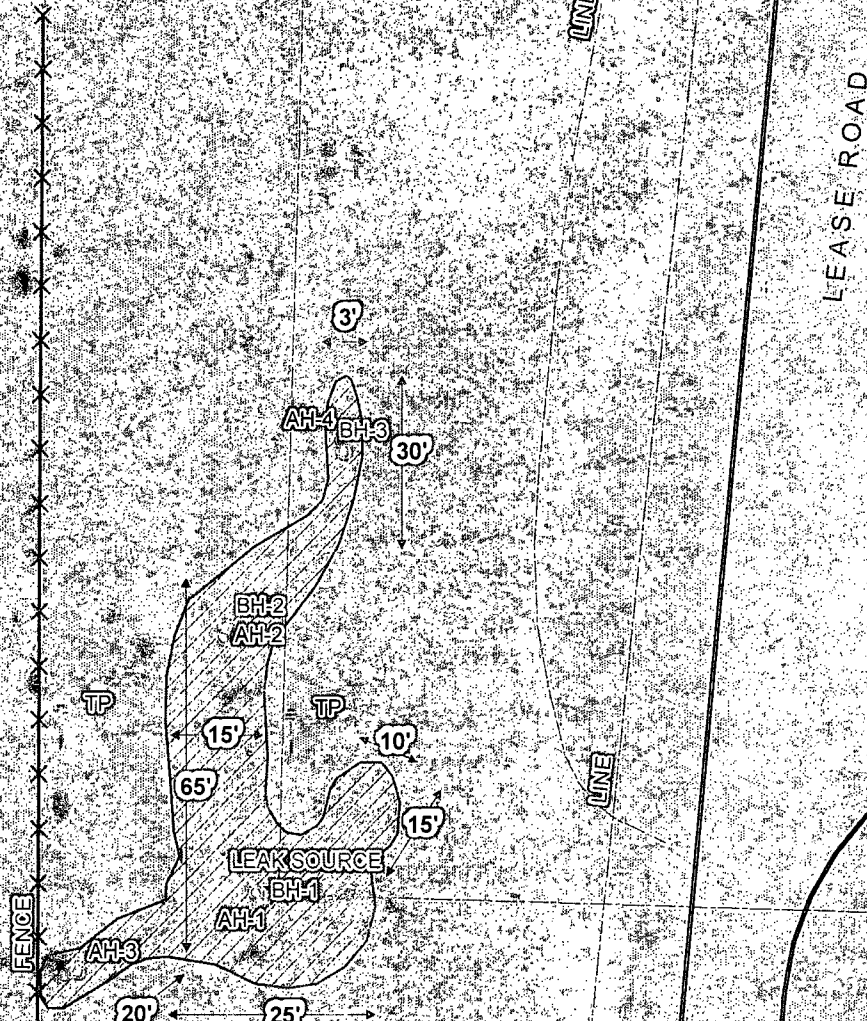 LINE
LEASE ROAD
3'
AH-4
BH-3
30'
BH-2
AH-2
TP
TP
15'
10'
65'
LINE
15'
LEAK SOURCE
BH-1
AH-1
FENCE
AH-3
20'
25'